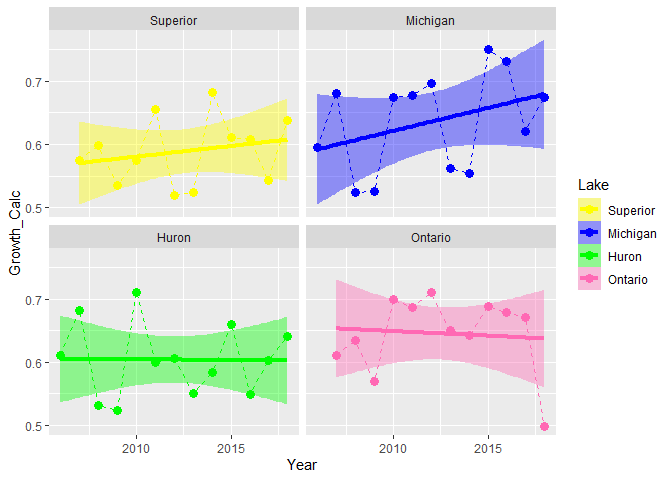 Superior
Michigan
0.7
0.6
0.5
Growth_Calc
Huron
Ontario
0.7
0.6
0.5
2010
2015
2010
2015
Year
Lake
Superior
Michigan
Huron
Ontario